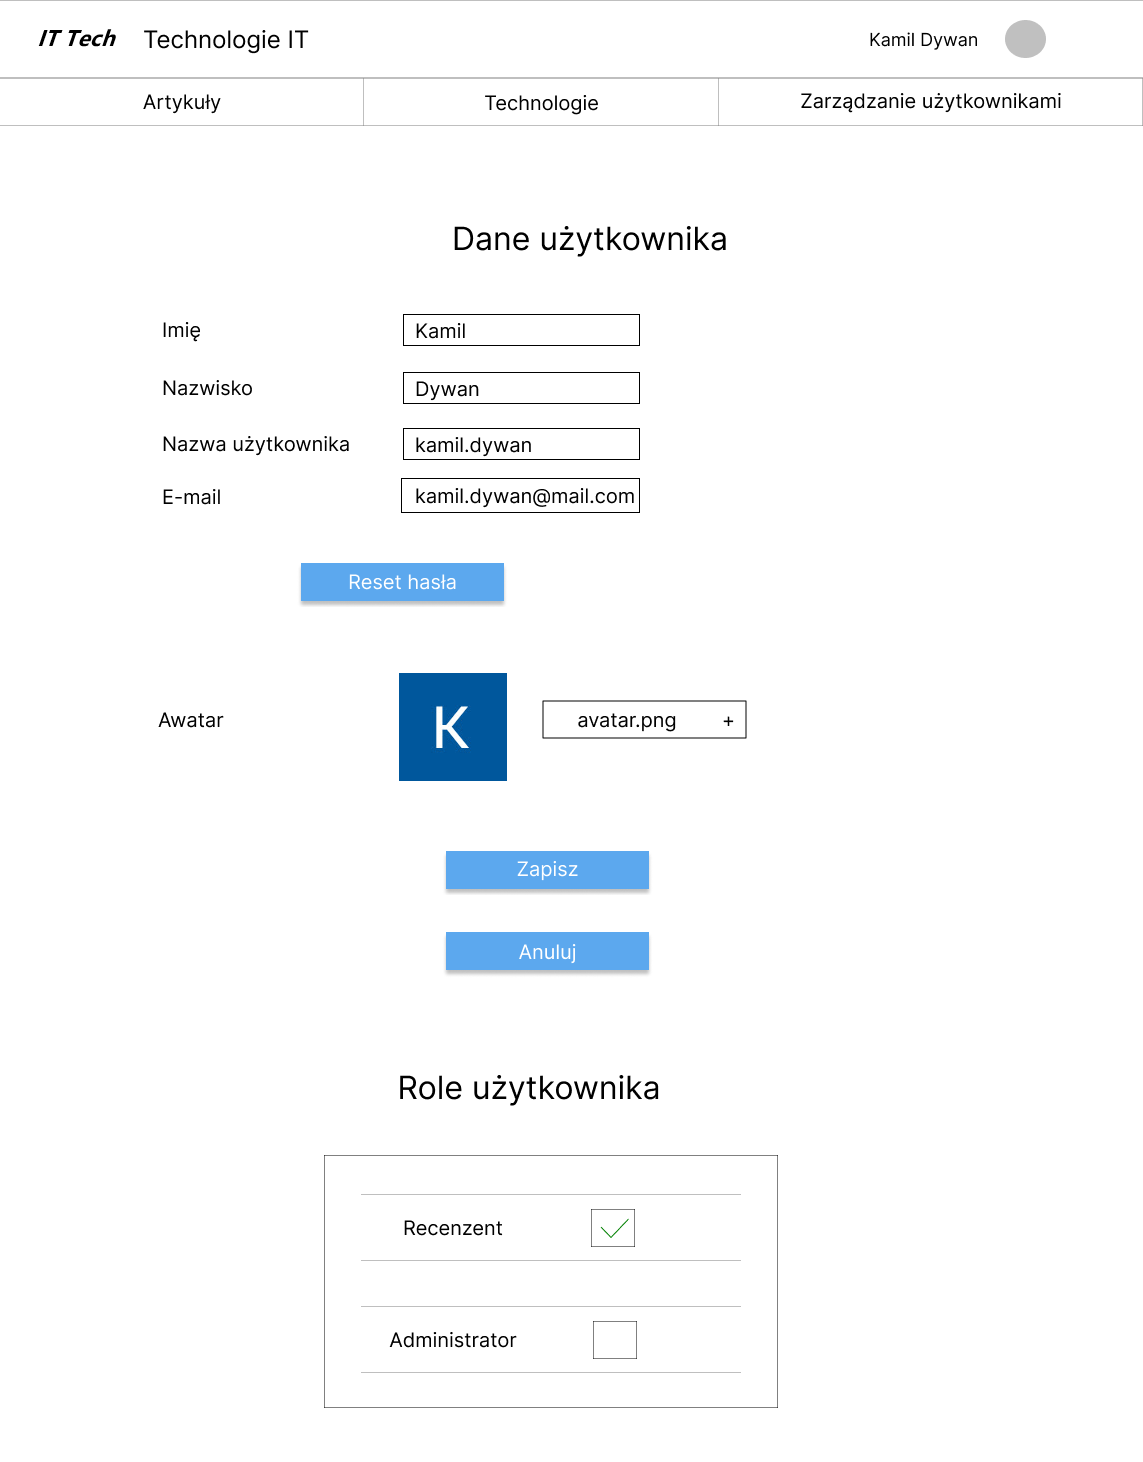 IT Tech Technologie IT Kamil Dywan
Artykuły Technologie Zarządzanie użytkownikami
Dane użytkownika
Imię Kamil
Nazwisko Dywan
Nazwa użytkownika kamil.dywan
E-mail kamil.dywan@mail.com
Reset hasła
K
Awatar avatar.png +
Zapisz
Anuluj
Role użytkownika
Recenzent
Administrator